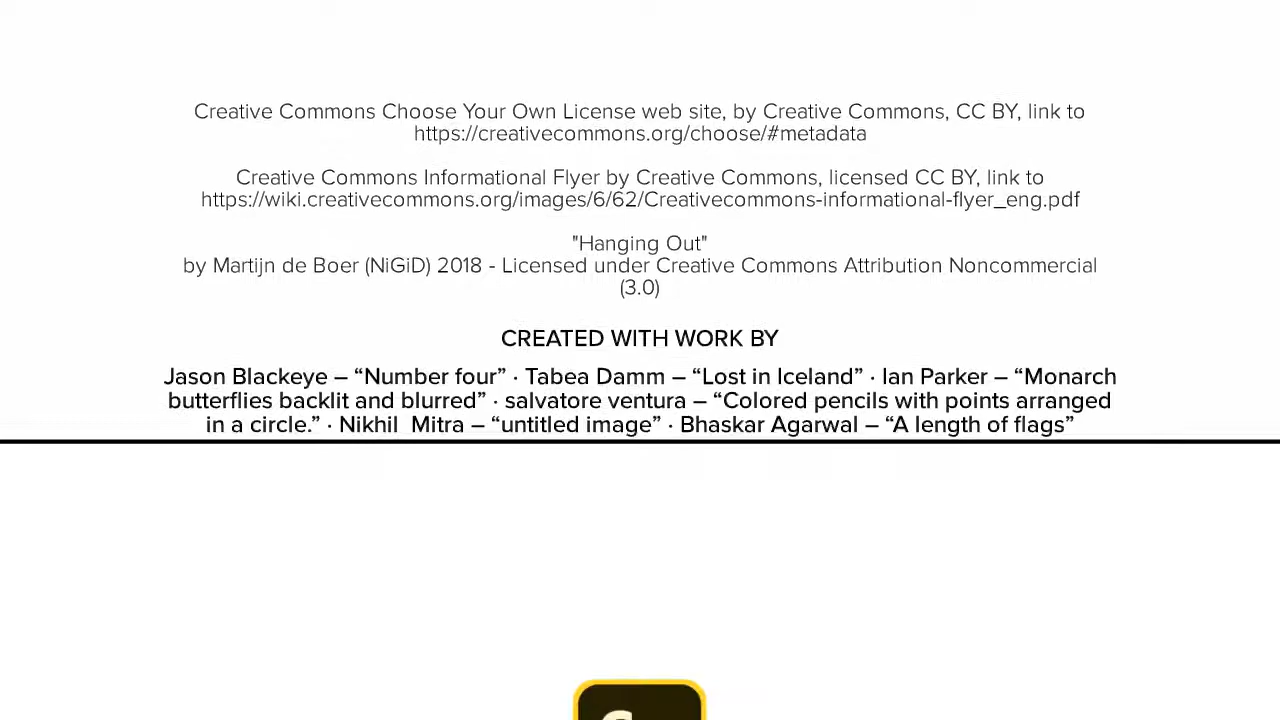 Creative Commons Choose Your Own License web site, by Creative Commons, CC BY, link to
https://creativecommons.org/choose/#metadata
Creative Commons Informational Flyer by Creative Commons, licensed CC BY, link to
https://wiki.creativecommons.org/images/6/62/Creativecommons-informational-flyer_eng.pdf
"Hanging Out"
by Martijn de Boer (NiGiD) 2018 - Licensed under Creative Commons Attribution Noncommercial
(3.0)
CREATED WITH WORK BY
Jason Blackeye – “Number four” · Tabea Damm – “Lost in Iceland” · Ian Parker – “Monarch
butterflies backlit and blurred” · salvatore ventura – “Colored pencils with points arranged
in a circle.” · Nikhil  Mitra – “untitled image” · Bhaskar Agarwal – “A length of flags”